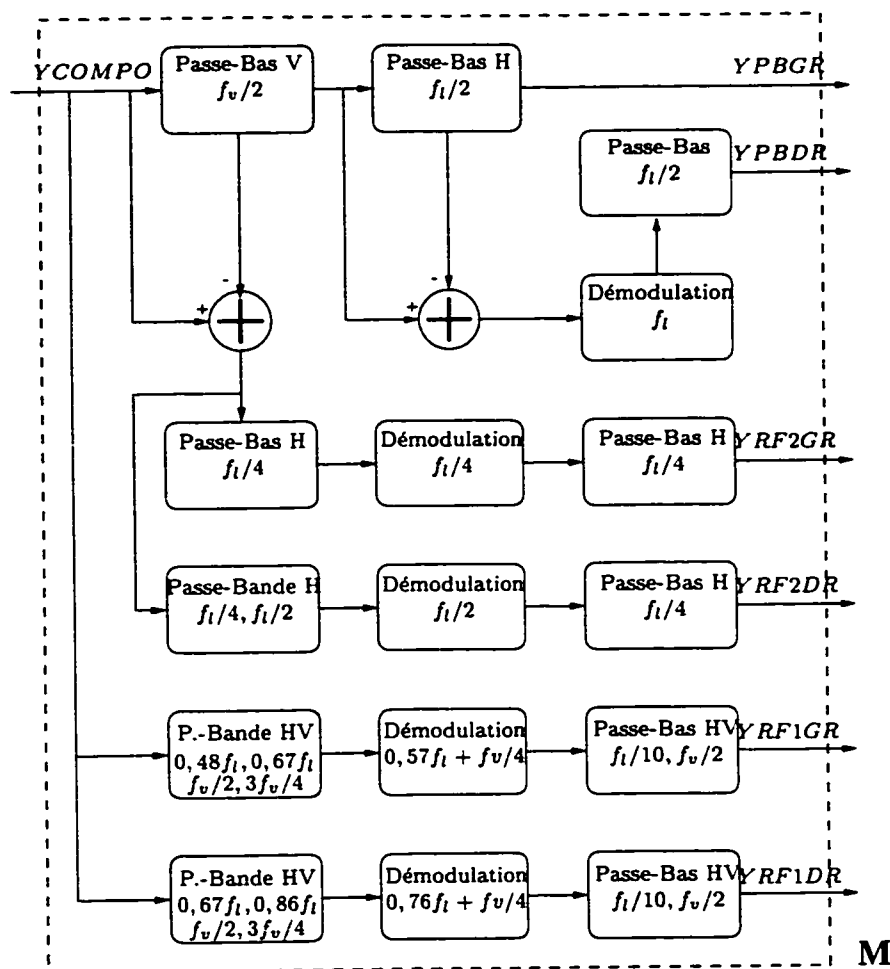 YCOMPO
Passe-Bas V
f_v/2
Passe-Bas H
f_l/2
YPBGR
Passe-Bas
f_l/2
YPBDR
-
+
-
+
Démodulation
f_l
Passe-Bas H
f_l/4
Démodulation
f_l/4
Passe-Bas H
f_l/4
YRF2GR
Passe-Bande H
f_l/4, f_l/2
Démodulation
f_l/2
Passe-Bas H
f_l/4
YRF2DR
P.-Bande HV
0,48f_l,0,67f_l
f_v/2,3f_v/4
Démodulation
0,57f_l + fv/4
Passe-Bas HV
f_l/10, f_v/2
YRF1GR
P.-Bande HV
0,67f_l,0,86f_l
f_v/2,3f_v/4
Démodulation
0,76f_l + fv/4
Passe-Bas HV
f_l/10, f_v/2
YRF1DR
M